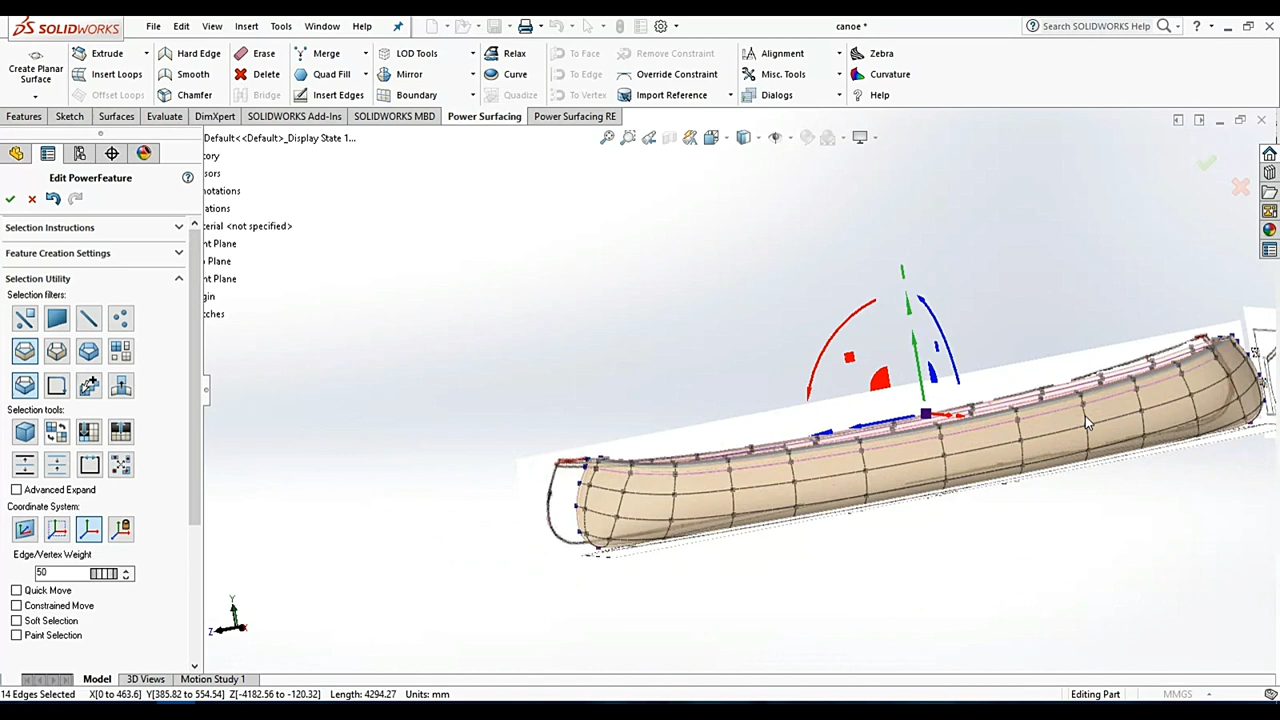 SOLIDWORKS File Edit View Insert Tools Window Help canoe * Search SOLIDWORKS Help
Create Planar Surface
Extrude Hard Edge Erase Merge LOD Tools Relax To Face Remove Constraint Alignment Zebra
Insert Loops Smooth Delete Quad Fill Mirror Curve To Edge Override Constraint Misc. Tools Curvature
Offset Loops Chamfer Bridge Insert Edges Boundary Quadize To Vertex Import Reference Dialogs Help
Features Sketch Surfaces Evaluate DimXpert SOLIDWORKS Add-Ins SOLIDWORKS MBD Power Surfacing Power Surfacing RE
Default<<Default>_Display State 1...
tory
sors
notations
ations
terial <not specified>
nt Plane
p Plane
nt Plane
gin
tches
Edit PowerFeature
Selection Instructions
Feature Creation Settings
Selection Utility
Selection filters:
Selection tools:
Advanced Expand
Coordinate System:
Edge/Vertex Weight
50
Quick Move
Constrained Move
Soft Selection
Paint Selection
Y
Z
X
Model 3D Views Motion Study 1
14 Edges Selected X[0 to 463.6] Y[385.82 to 554.54] Z[-4182.56 to -120.32] Length: 4294.27 Units: mm Editing Part MMGS